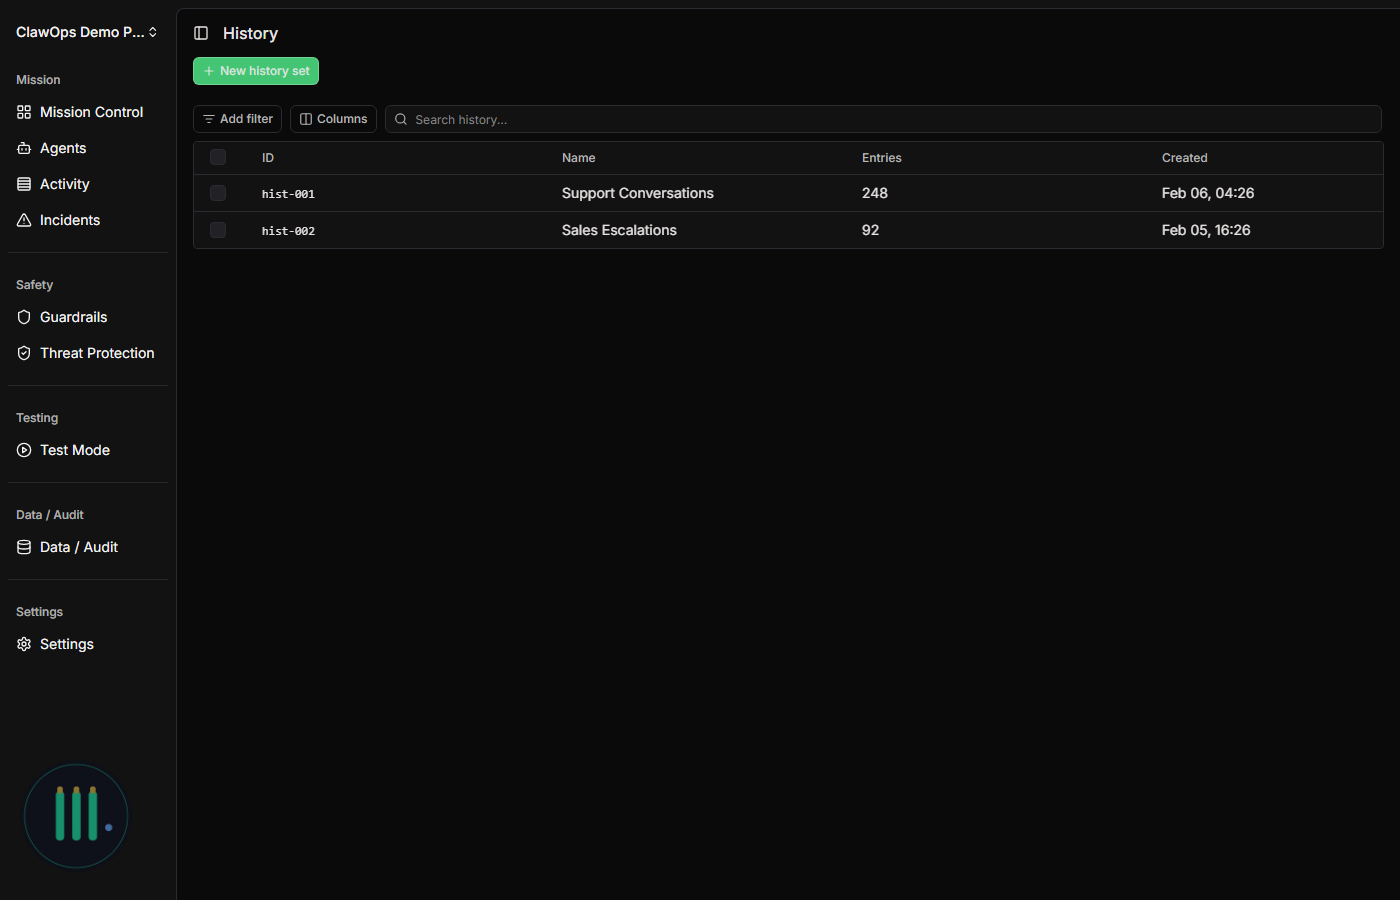 ClawOps Demo P...
Mission
Mission Control
Agents
Activity
Incidents
Safety
Guardrails
Threat Protection
Testing
Test Mode
Data / Audit
Data / Audit
Settings
Settings
History
New history set
Add filter
Columns
Search history...
ID Name Entries Created
hist-001 Support Conversations 248 Feb 06, 04:26
hist-002 Sales Escalations 92 Feb 05, 16:26